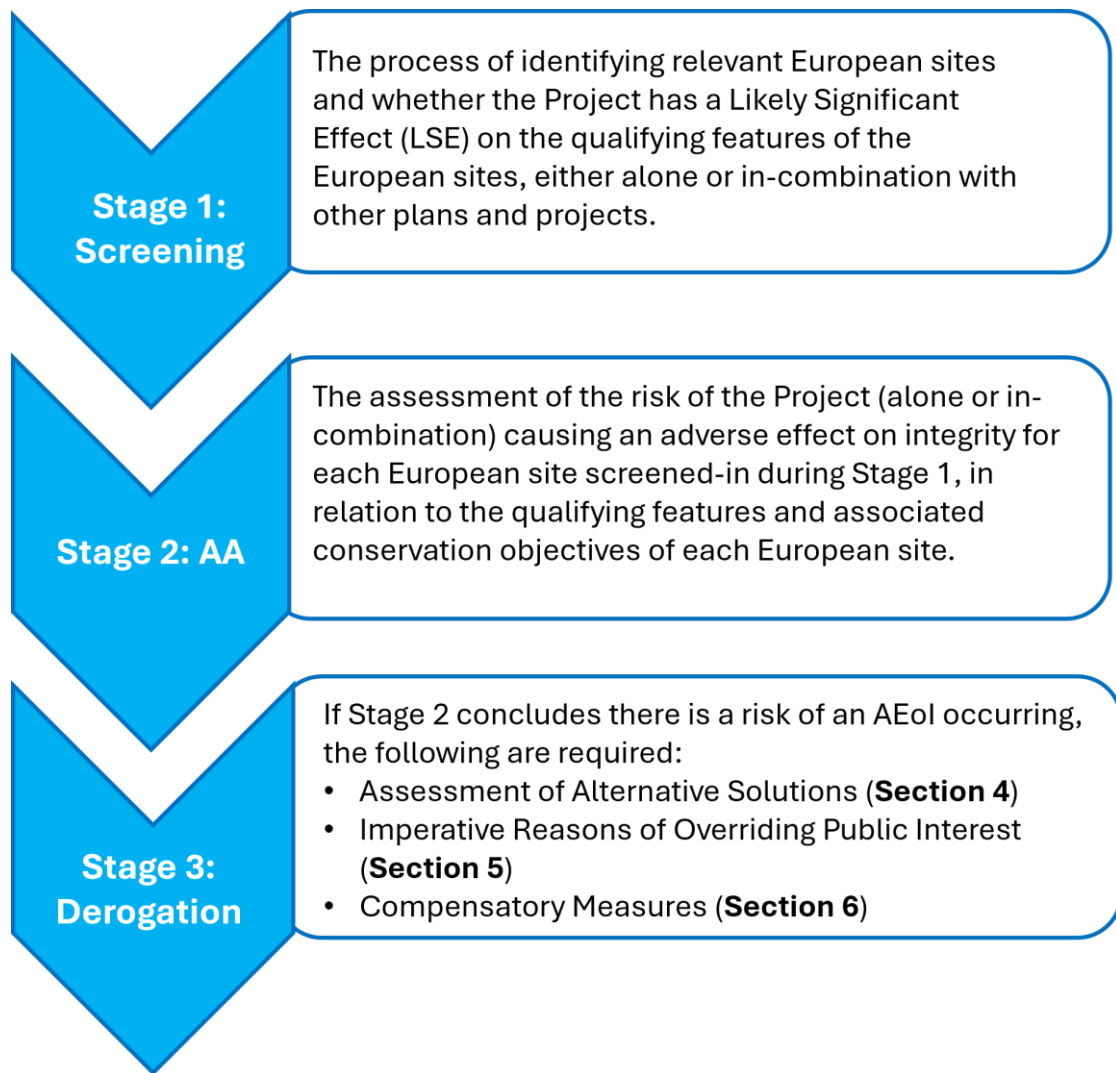 Stage 1:
Screening
The process of identifying relevant European sites
and whether the Project has a Likely Significant
Effect (LSE) on the qualifying features of the
European sites, either alone or in-combination with
other plans and projects.
Stage 2: AA
The assessment of the risk of the Project (alone or in-
combination) causing an adverse effect on integrity for
each European site screened-in during Stage 1, in
relation to the qualifying features and associated
conservation objectives of each European site.
Stage 3:
Derogation
If Stage 2 concludes there is a risk of an AEoI occurring,
the following are required:
• Assessment of Alternative Solutions (Section 4)
• Imperative Reasons of Overriding Public Interest
(Section 5)
• Compensatory Measures (Section 6)